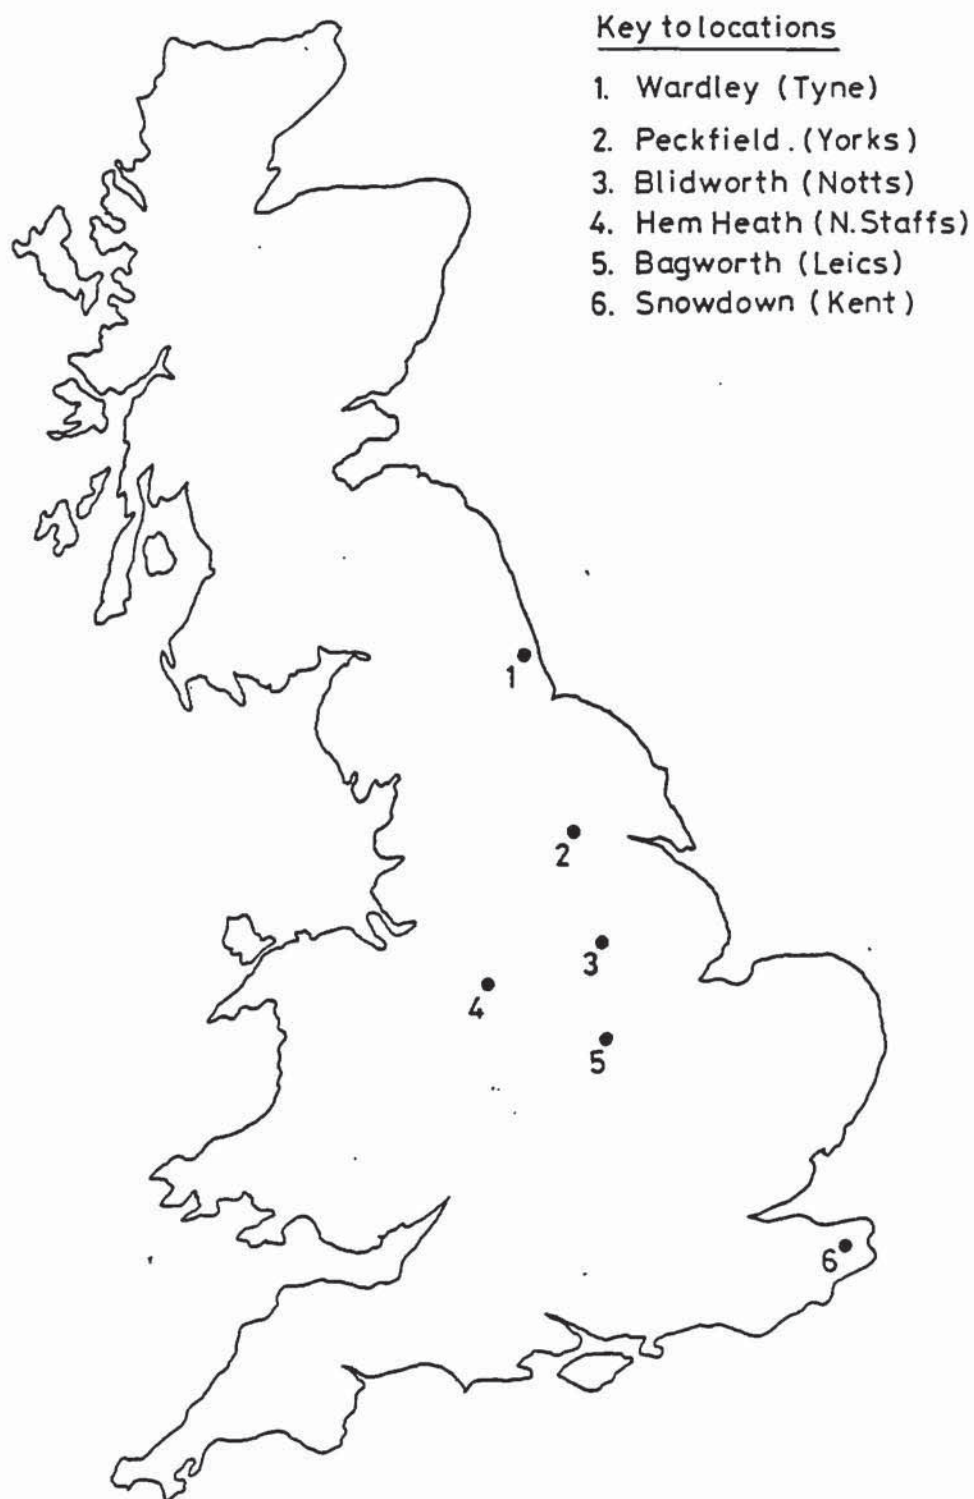 Key to locations
1. Wardley (Tyne)
2. Peckfield. (Yorks)
3. Blidworth (Notts)
4. Hem Heath (N.Staffs)
5. Bagworth (Leics)
6. Snowdown (Kent)
1
2
3
4
5
6